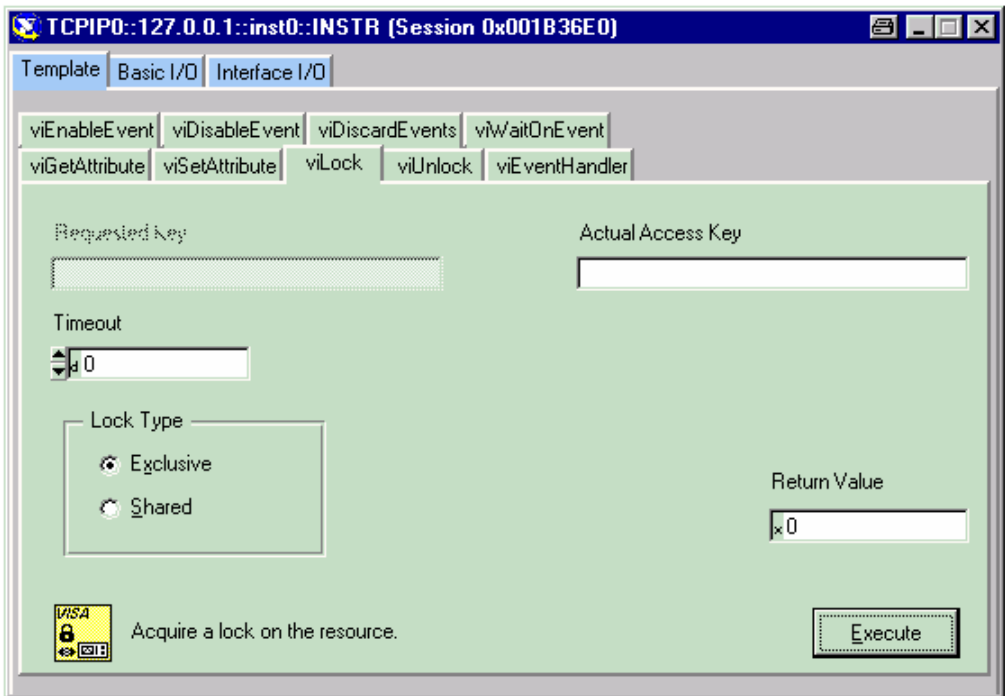 TCPIP0::127.0.0.1::inst0::INSTR (Session 0x001B36E0)
Template Basic I/O Interface I/O
viEnableEvent viDisableEvent viDiscardEvents viWaitOnEvent
viGetAttribute viSetAttribute viLock viUnlock viEventHandler
Requested Key Actual Access Key
Timeout
d 0
Lock Type
Exclusive
Shared
Return Value
x 0
VISA
Acquire a lock on the resource.
Execute